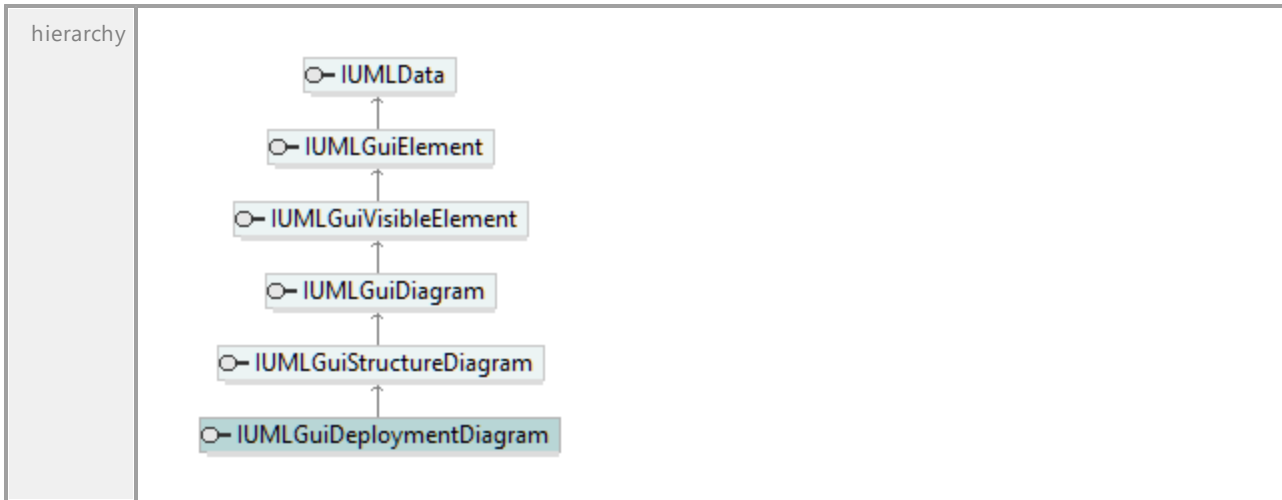 hierarchy
IUMLData
IUMLGuiElement
IUMLGuiVisibleElement
IUMLGuiDiagram
IUMLGuiStructureDiagram
IUMLGuiDeploymentDiagram